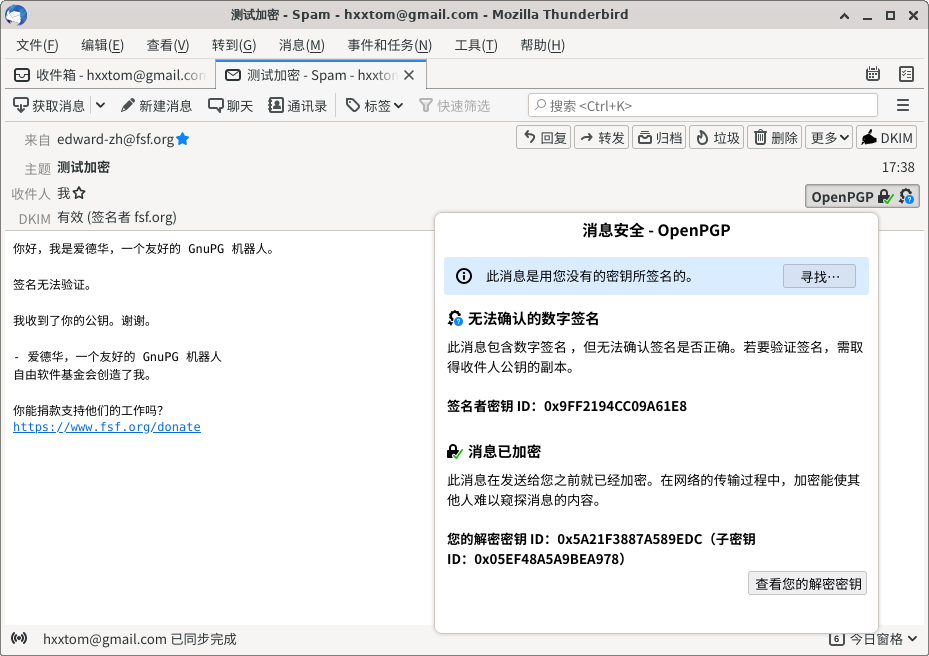 测试加密 - Spam - hxxtom@gmail.com - Mozilla Thunderbird
文件(F) 编辑(E) 查看(V) 转到(G) 消息(M) 事件和任务(N) 工具(T) 帮助(H)
收件箱 - hxxtom@gmail.com 测试加密 - Spam - hxxtom
获取消息 新建消息 聊天 通讯录 标签 快速筛选 搜索 <Ctrl+K>
来自 edward-zh@fsf.org 回复 转发 归档 垃圾 删除 更多 DKIM
主题 测试加密 17:38
收件人 我 OpenPGP
DKIM 有效 (签名者 fsf.org)
你好，我是爱德华，一个友好的 GnuPG 机器人。
签名无法验证。
我收到了你的公钥。谢谢。
- 爱德华，一个友好的 GnuPG 机器人
自由软件基金会创造了我。
你能捐款支持他们的工作吗？
https://www.fsf.org/donate
消息安全 - OpenPGP
此消息是用您没有的密钥所签名的。 寻找…
无法确认的数字签名
此消息包含数字签名 ，但无法确认签名是否正确。若要验证签名，需取
得收件人公钥的副本。
签名者密钥 ID：0x9FF2194CC09A61E8
消息已加密
此消息在发送给您之前就已经加密。在网络的传输过程中，加密能使其
他人难以窥探消息的内容。
您的解密密钥 ID：0x5A21F3887A589EDC（子密钥
ID：0x05EF48A5A9BEA978）
查看您的解密密钥
hxxtom@gmail.com 已同步完成 6 今日窗格